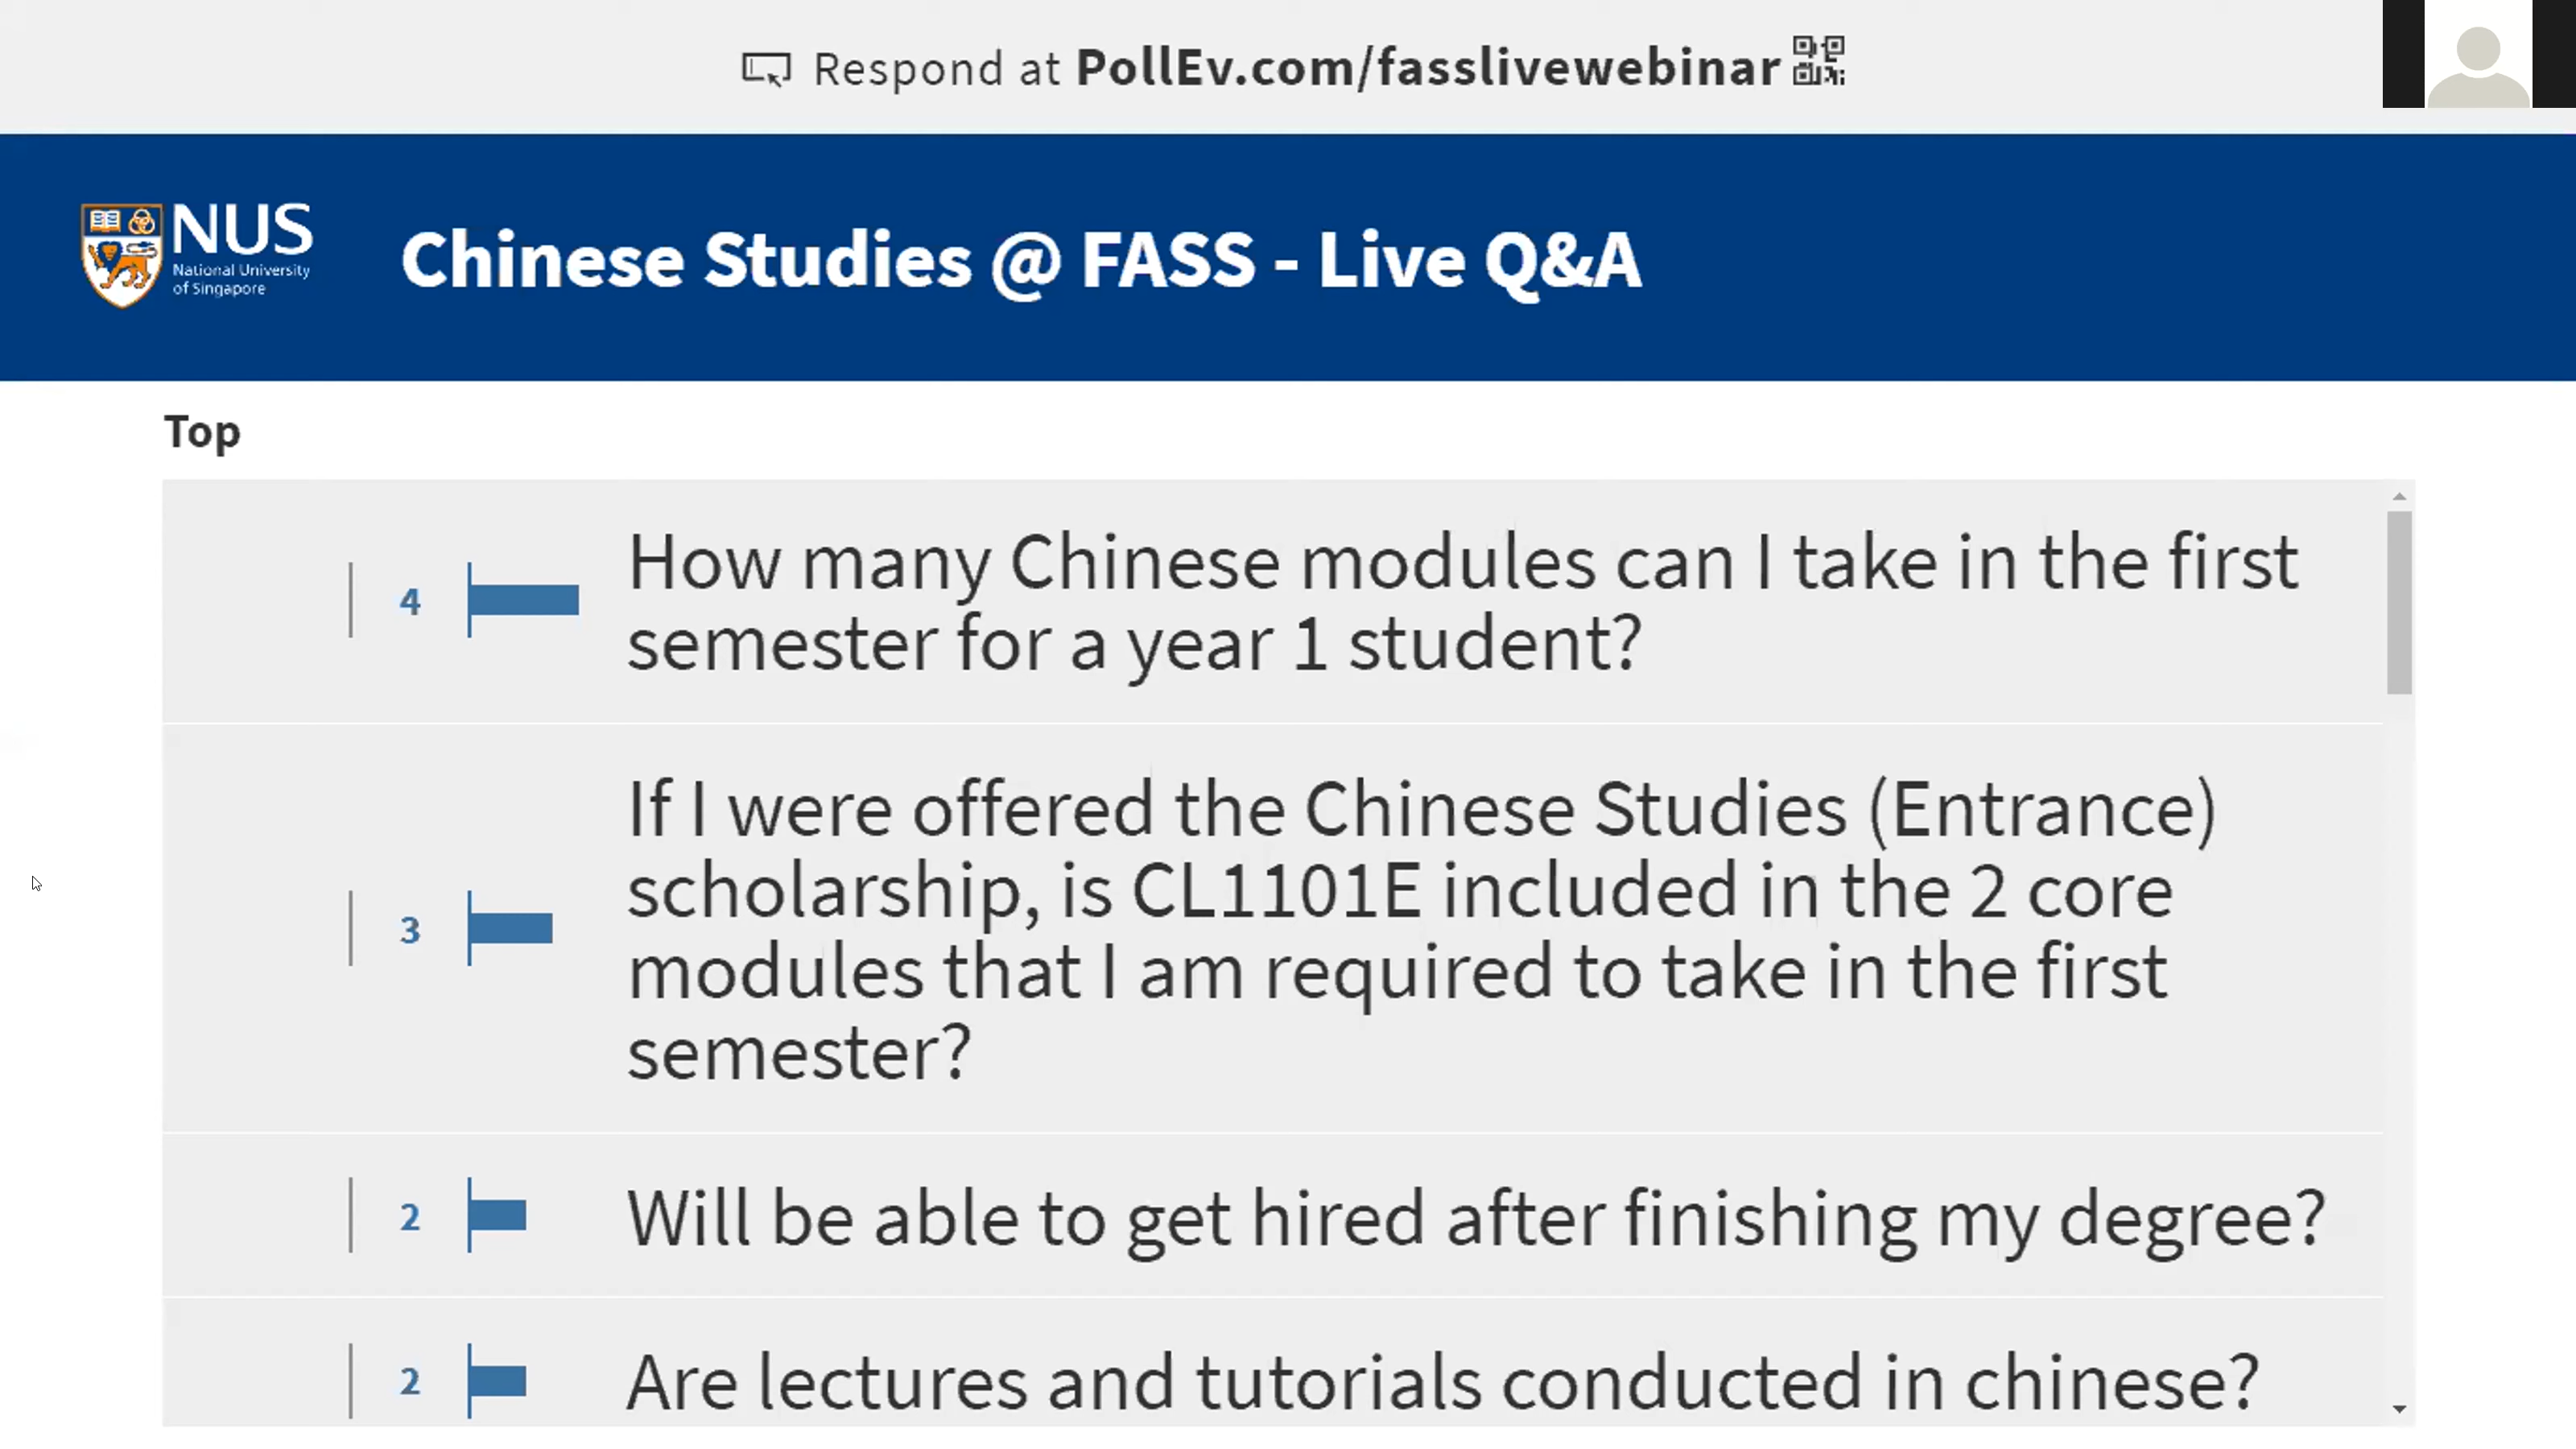 Respond at PollEv.com/fasslivewebinar
NUS
National University
of Singapore
Chinese Studies @ FASS - Live Q&A
Top
4
How many Chinese modules can I take in the first
semester for a year 1 student?
3
If I were offered the Chinese Studies (Entrance)
scholarship, is CL1101E included in the 2 core
modules that I am required to take in the first
semester?
2
Will be able to get hired after finishing my degree?
2
Are lectures and tutorials conducted in chinese?